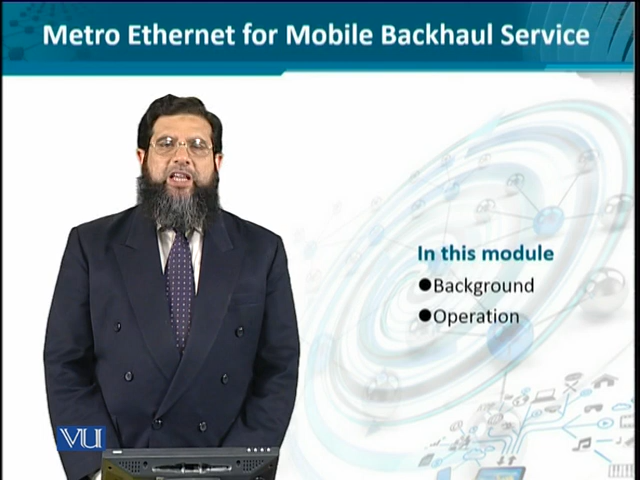 Metro Ethernet for Mobile Backhaul Service
In this module
●Background
●Operation
VU